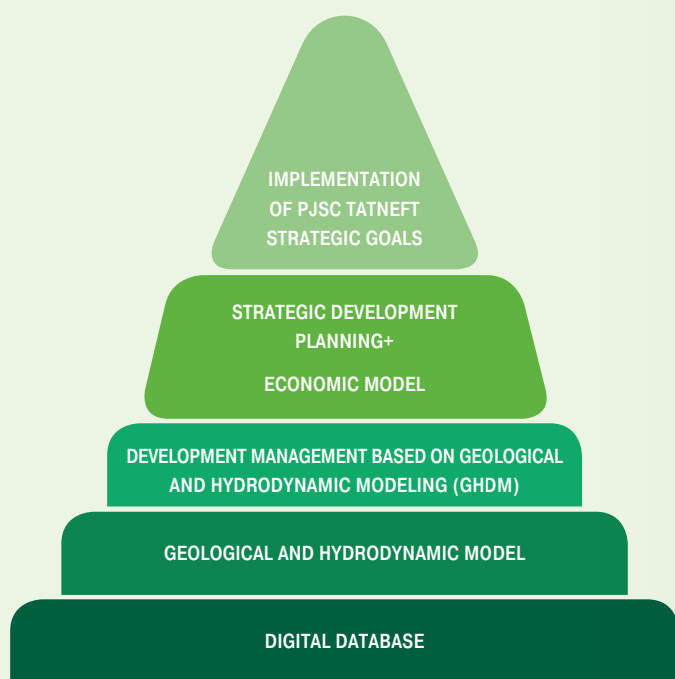 IMPLEMENTATION
OF PJSC TATNEFT
STRATEGIC GOALS
STRATEGIC DEVELOPMENT
PLANNING+
ECONOMIC MODEL
DEVELOPMENT MANAGEMENT BASED ON GEOLOGICAL
AND HYDRODYNAMIC MODELING (GHDM)
GEOLOGICAL AND HYDRODYNAMIC MODEL
DIGITAL DATABASE